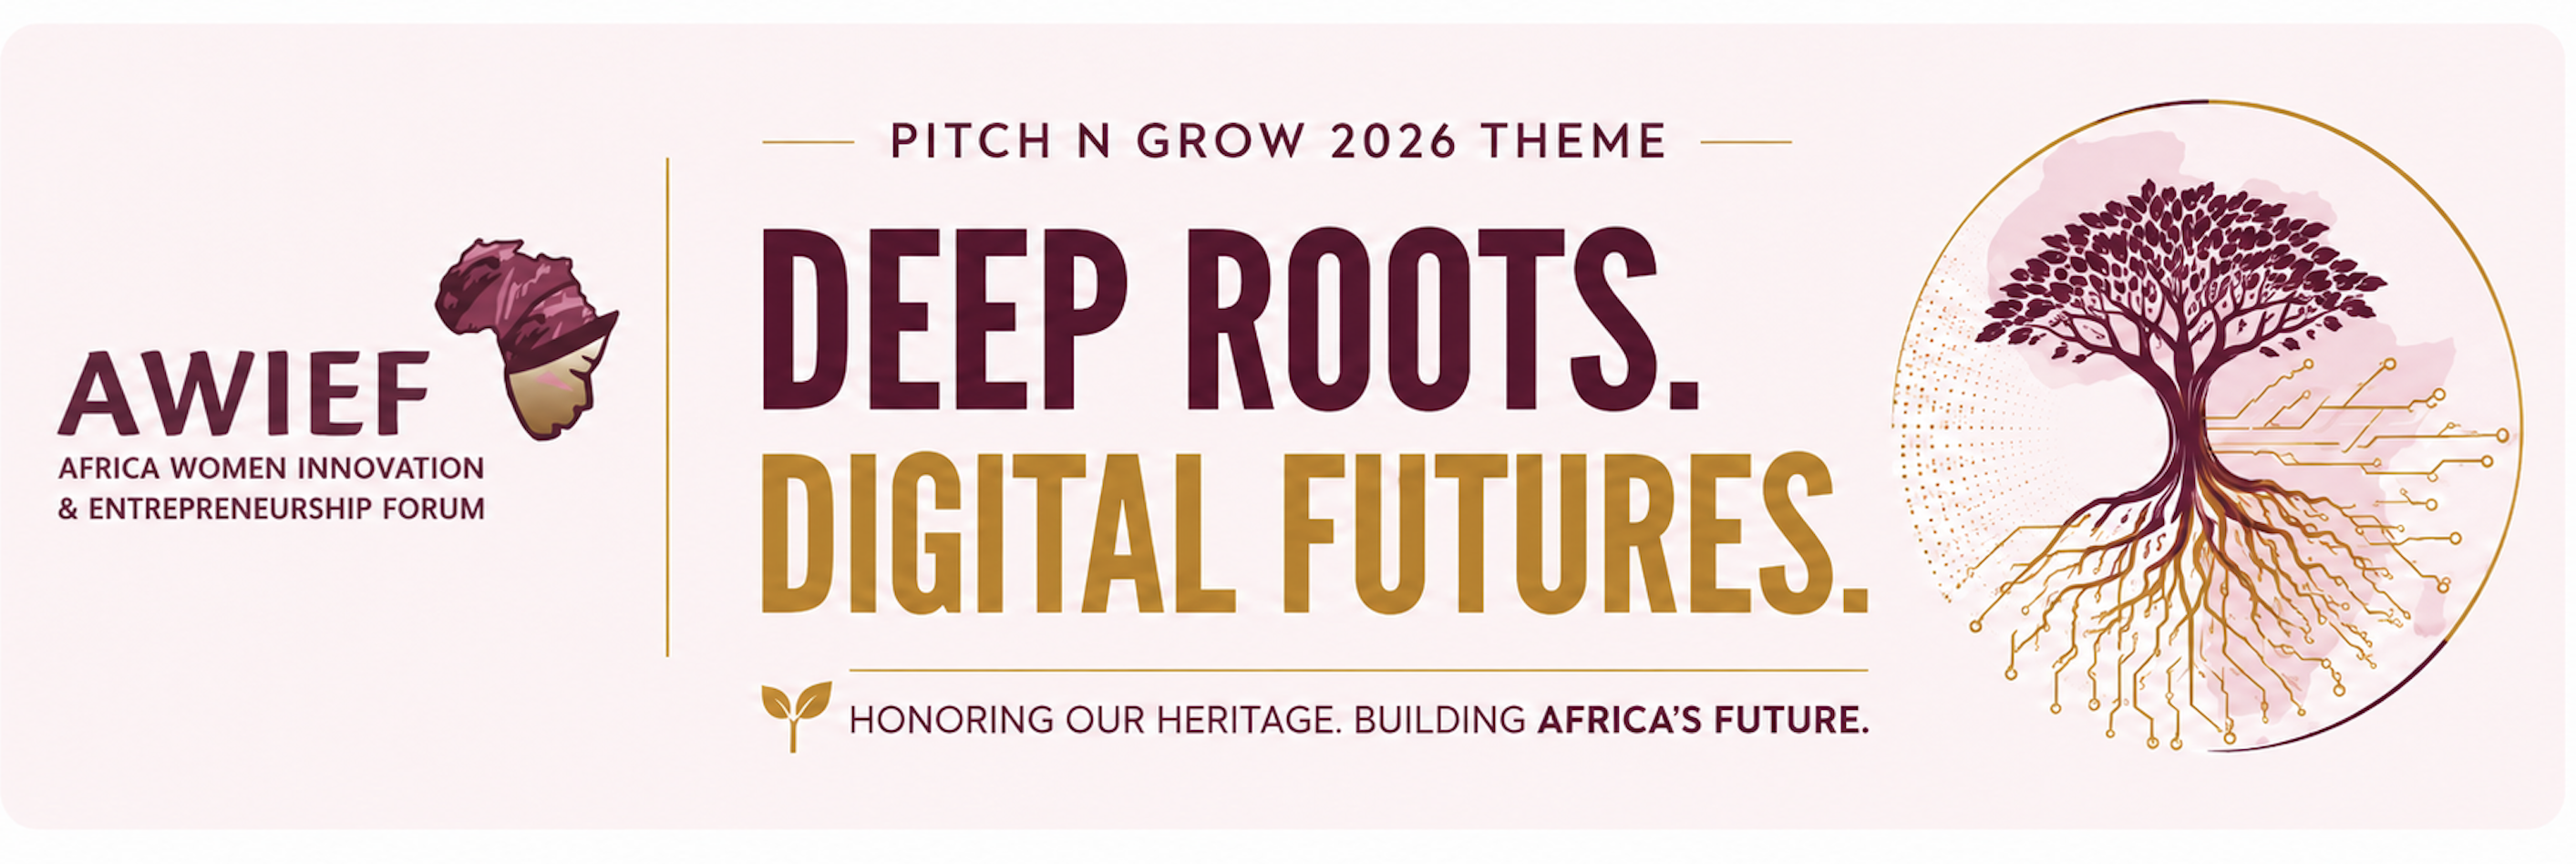 AWIEF
AFRICA WOMEN INNOVATION
& ENTREPRENEURSHIP FORUM
PITCH N GROW 2026 THEME
DEEP ROOTS.
DIGITAL FUTURES.
HONORING OUR HERITAGE. BUILDING AFRICA'S FUTURE.